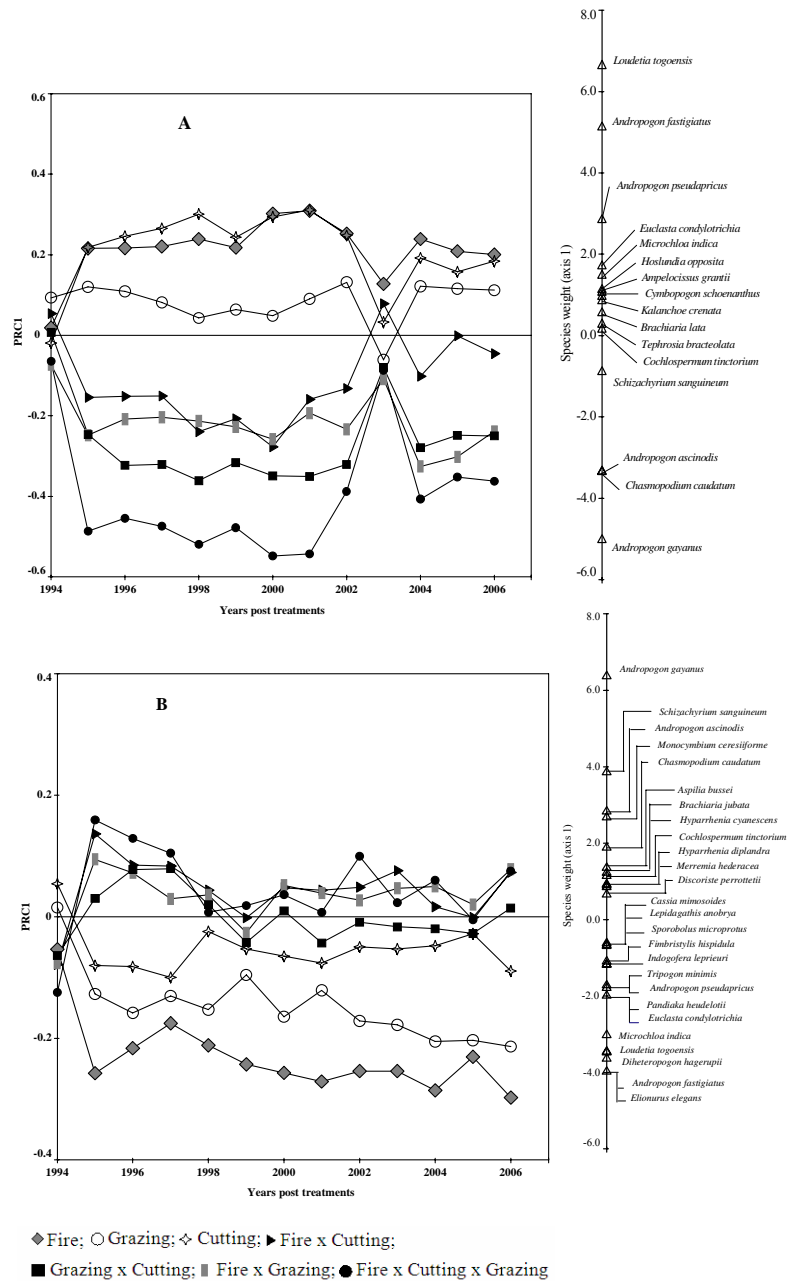 8.0
Loudetia togoensis
6.0
Andropogon fastigiatus
4.0
Andropogon pseudapricus
Euclasta condylotrichia
2.0
Microchloa indica
Hoslundia opposita
Ampelocissus grantii
Cymbopogon schoenanthus
Kalanchoe crenata
Brachiaria lata
0.0
Tephrosia bracteolata
Cochlospermum tinctorium
Schizachyrium sanguineum
-2.0
Andropogon ascinodis
Chasmopodium caudatum
-4.0
Andropogon gayanus
-6.0
Species weight (axis 1)
A
0.6
0.4
0.2
0
-0.2
-0.4
-0.6
PRC1
1994 1996 1998 2000 2002 2004 2006
Years post treatments
8.0
Andropogon gayanus
6.0
Schizachyrium sanguineum
Andropogon ascinodis
Monocymbium ceresiiforme
4.0
Chasmopodium caudatum
Aspilia bussei
Brachiaria jubata
Hyparrhenia cyanescens
2.0
Cochlospermum tinctorium
Hyparrhenia diplandra
Merremia hederacea
Discoriste perrottetii
Cassia mimosoides
0.0
Lepidagathis anobrya
Sporobolus microprotus
Fimbristylis hispidula
Indogofera leprieuri
Tripogon minimis
-2.0
Andropogon pseudapricus
Pandiaka heudelotii
Euclasta condylotrichia
Microchloa indica
Loudetia togoensis
Diheteropogon hagerupii
-4.0
Andropogon fastigiatus
Elionurus elegans
-6.0
Species weight (axis 1)
B
0.4
0.2
0
-0.2
-0.4
PRC1
1994 1996 1998 2000 2002 2004 2006
Years post treatments
Fire; Grazing; Cutting; Fire x Cutting;
Grazing x Cutting; Fire x Grazing; Fire x Cutting x Grazing